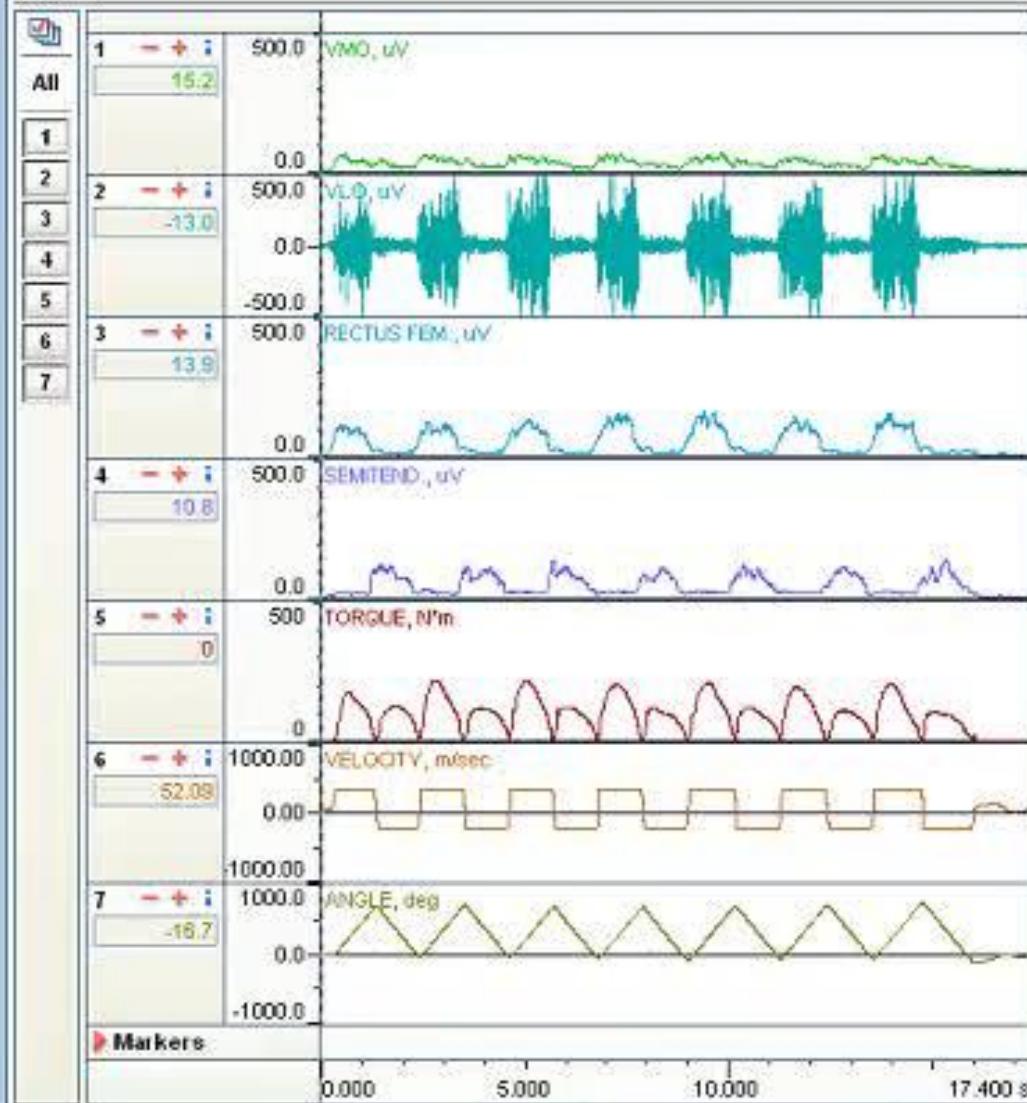 All
1
2
3
4
5
6
7
1 − + i 500.0 VMO, uV
15.2
0.0
2 − + i 500.0 VLO, uV
-13.0
0.0
-500.0
3 − + i 500.0 RECTUS FEM., uV
13.9
0.0
4 − + i 500.0 SEMITEND., uV
10.8
0.0
5 − + i 500 TORQUE, N*m
0
0
6 − + i 1000.00 VELOCITY, m/sec
52.09
0.00
-1000.00
7 − + i 1000.0 ANGLE, deg
-16.7
0.0
-1000.0
Markers
0.000 5.000 10.000 17.400 s